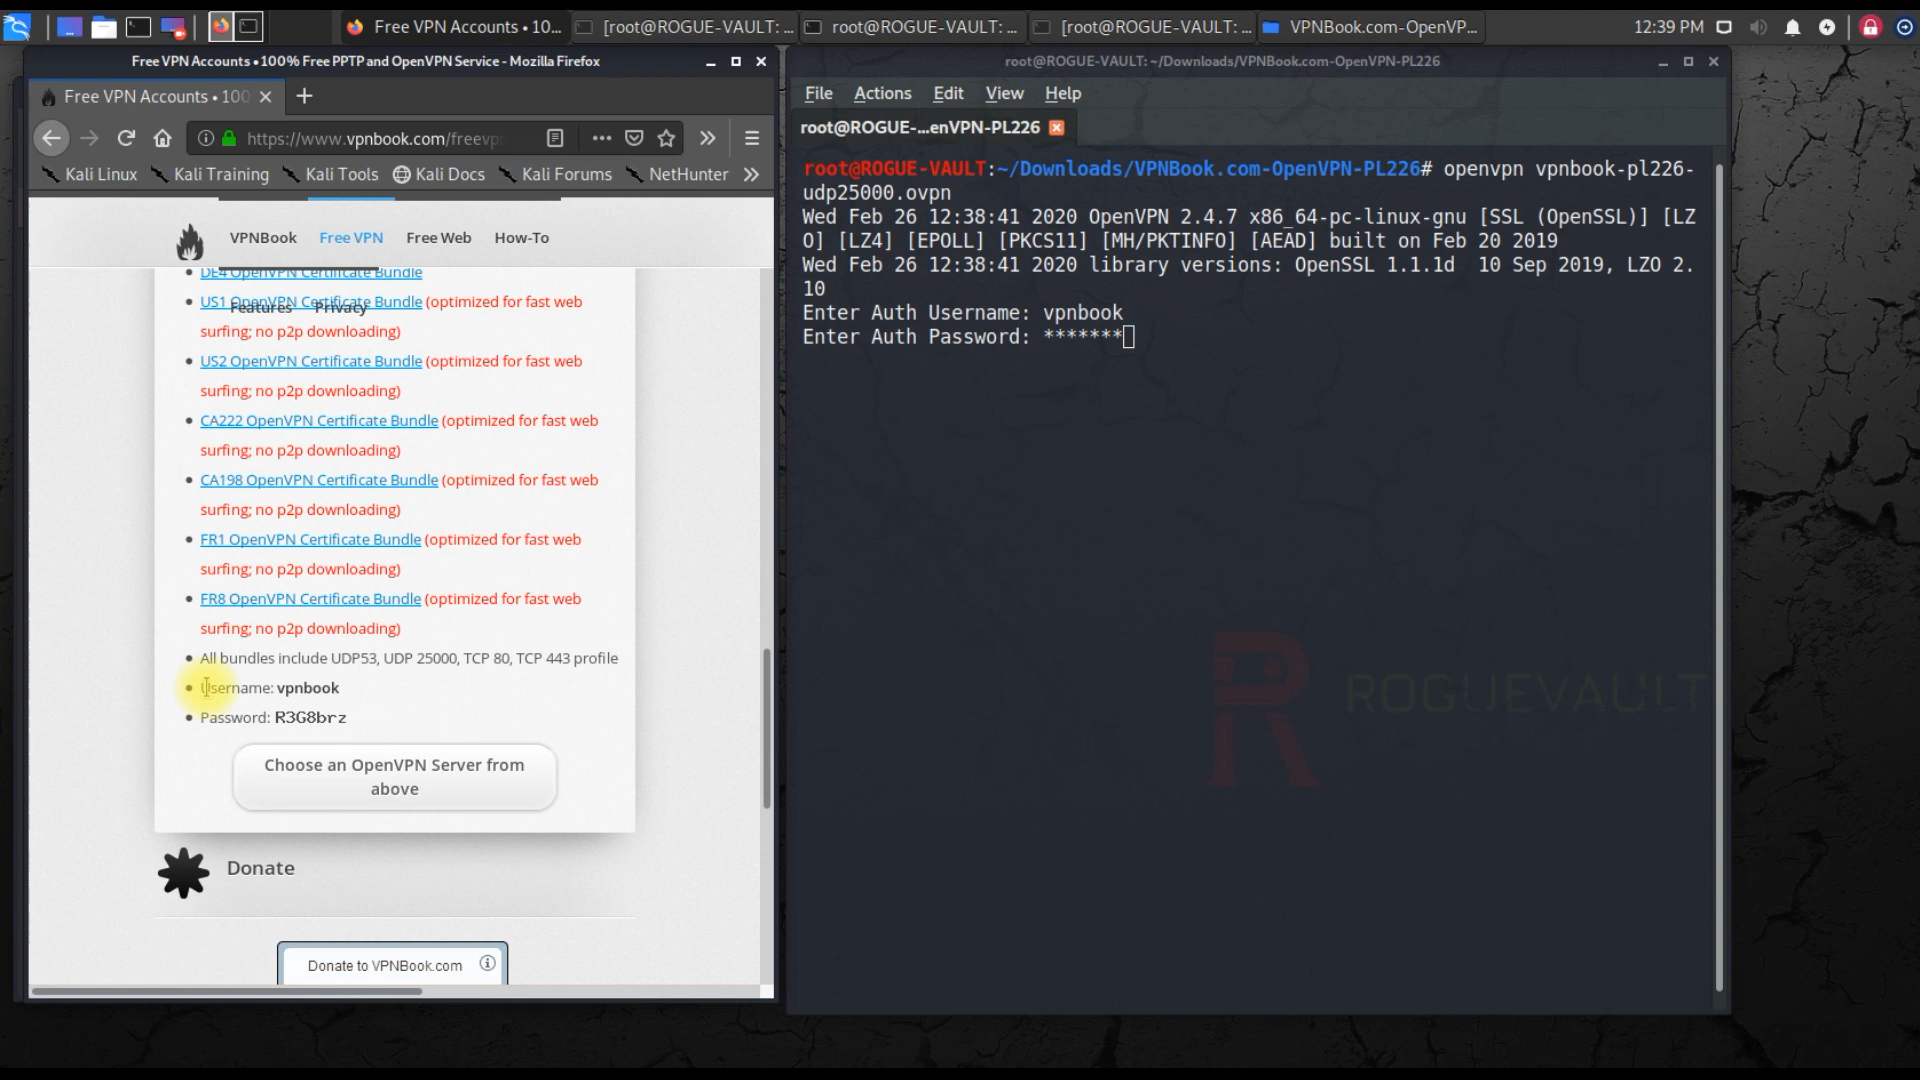 Free VPN Accounts • 10...
[root@ROGUE-VAULT: ...
root@ROGUE-VAULT: ...
[root@ROGUE-VAULT: ...
VPNBook.com-OpenVP...
12:39 PM
Free VPN Accounts • 100% Free PPTP and OpenVPN Service - Mozilla Firefox
Free VPN Accounts • 100
https://www.vpnbook.com/freevpn
Kali Linux
Kali Training
Kali Tools
Kali Docs
Kali Forums
NetHunter
VPNBook
Free VPN
Free Web
How-To
DE4 OpenVPN Certificate Bundle
US1 OpenVPN Certificate Bundle (optimized for fast web
Features
Privacy
surfing; no p2p downloading)
US2 OpenVPN Certificate Bundle (optimized for fast web
surfing; no p2p downloading)
CA222 OpenVPN Certificate Bundle (optimized for fast web
surfing; no p2p downloading)
CA198 OpenVPN Certificate Bundle (optimized for fast web
surfing; no p2p downloading)
FR1 OpenVPN Certificate Bundle (optimized for fast web
surfing; no p2p downloading)
FR8 OpenVPN Certificate Bundle (optimized for fast web
surfing; no p2p downloading)
All bundles include UDP53, UDP 25000, TCP 80, TCP 443 profile
Username: vpnbook
Password: R3G8brz
Choose an OpenVPN Server from
above
Donate
Donate to VPNBook.com
root@ROGUE-VAULT: ~/Downloads/VPNBook.com-OpenVPN-PL226
File Actions Edit View Help
root@ROGUE-...enVPN-PL226
root@ROGUE-VAULT:~/Downloads/VPNBook.com-OpenVPN-PL226# openvpn vpnbook-pl226-
udp25000.ovpn
Wed Feb 26 12:38:41 2020 OpenVPN 2.4.7 x86_64-pc-linux-gnu [SSL (OpenSSL)] [LZ
O] [LZ4] [EPOLL] [PKCS11] [MH/PKTINFO] [AEAD] built on Feb 20 2019
Wed Feb 26 12:38:41 2020 library versions: OpenSSL 1.1.1d  10 Sep 2019, LZO 2.
10
Enter Auth Username: vpnbook
Enter Auth Password: *******
ROGUEVAULT